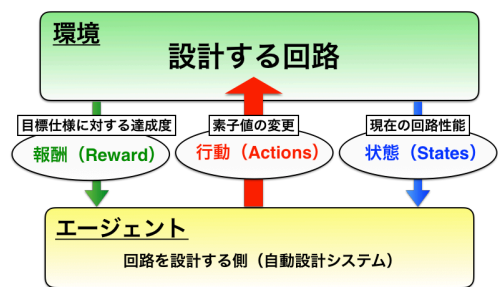 環境
設計する回路
目標仕様に対する達成度
素子値の変更
現在の回路性能
報酬（Reward）
行動（Actions）
状態（States）
エージェント
回路を設計する側（自動設計システム）